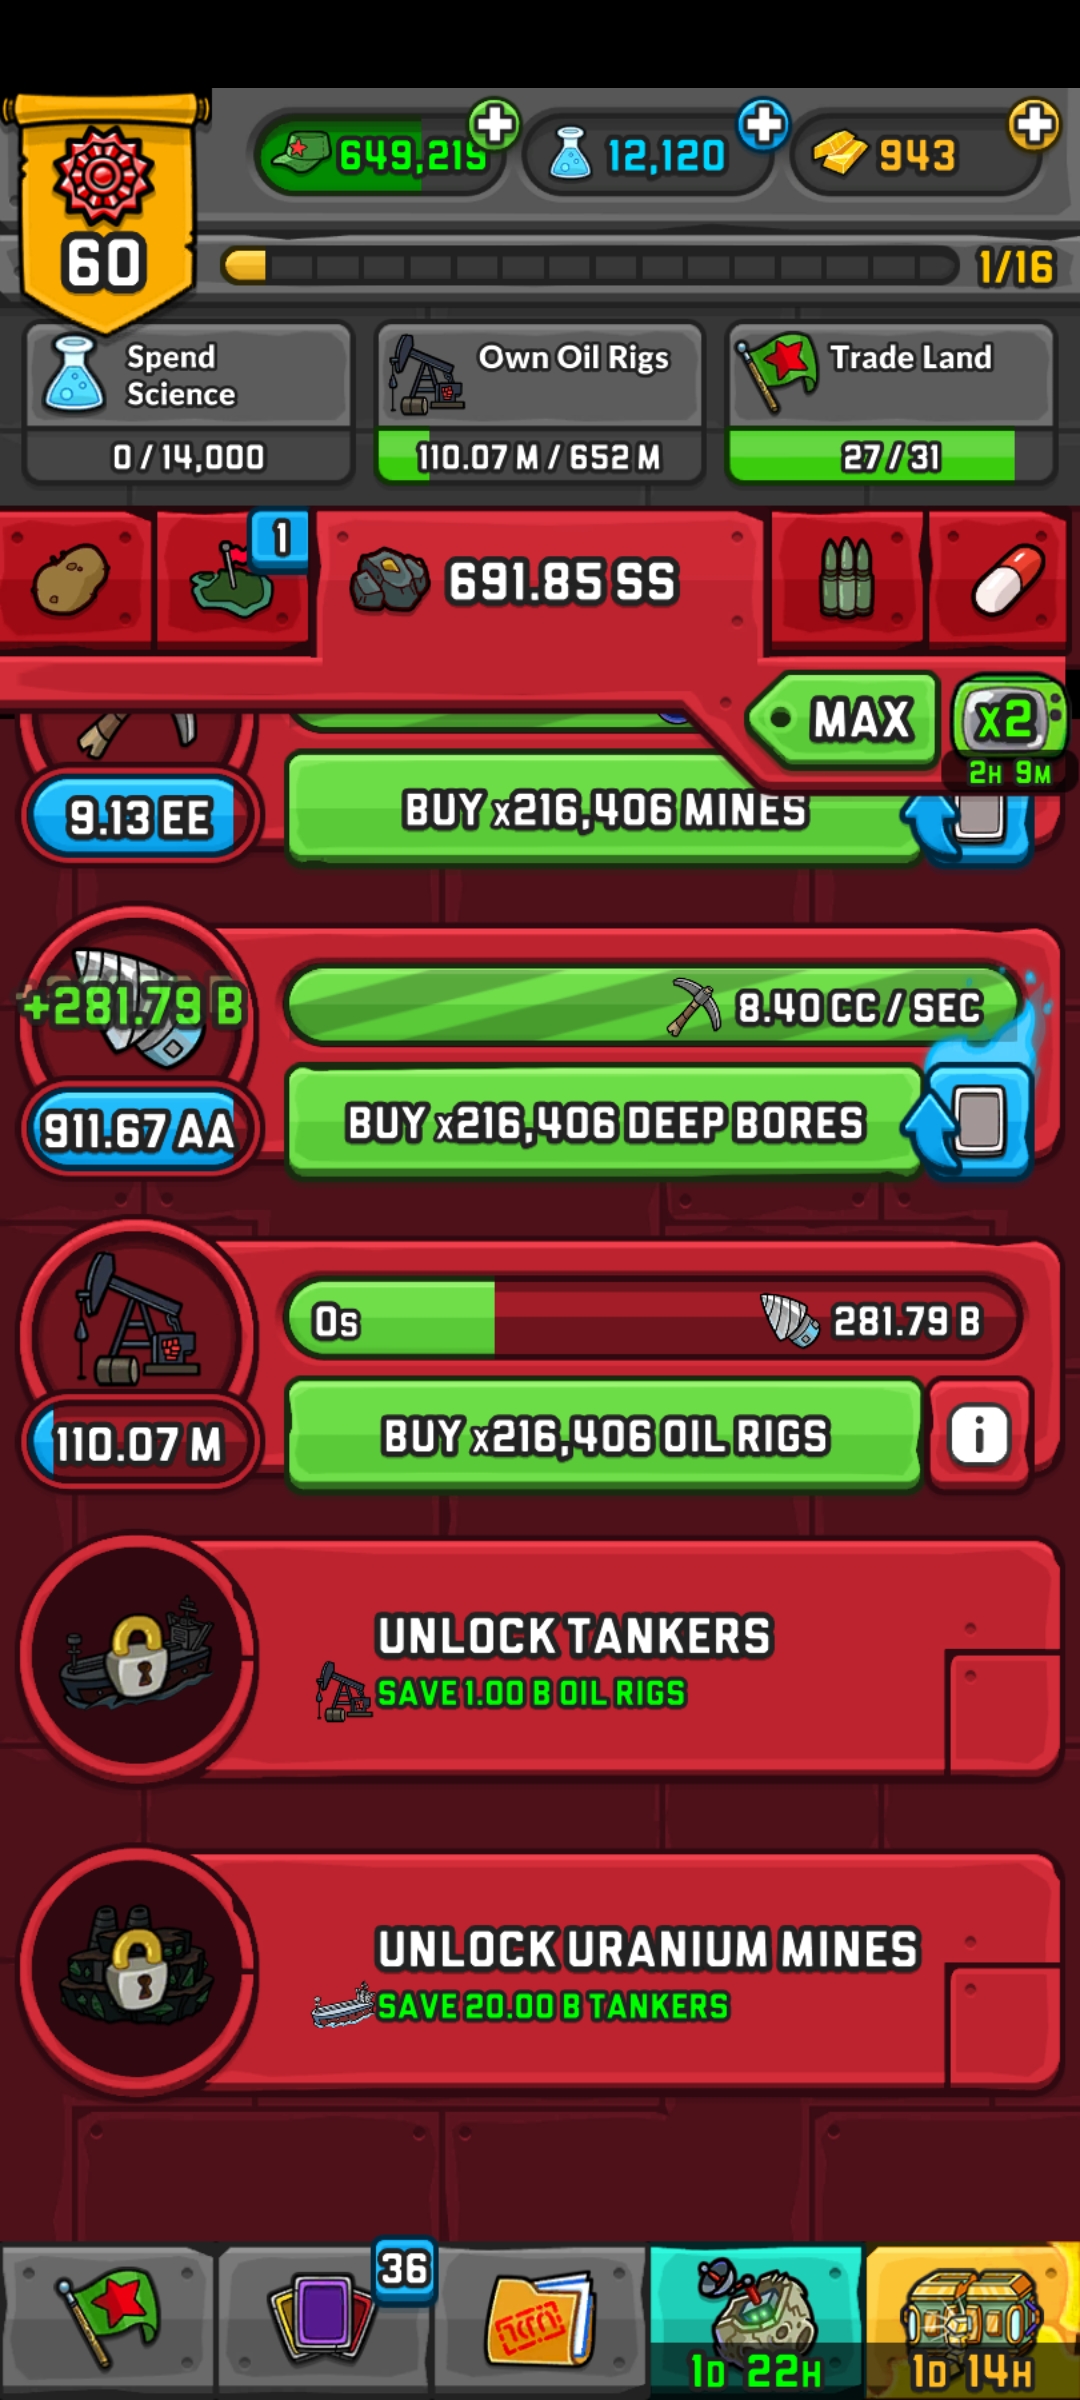 60
649,219
12,120
943
1/16
Spend
Science
0 / 14,000
Own Oil Rigs
110.07 M / 652 M
Trade Land
27 / 31
1
691.85 SS
MAX
x2
2H 9M
9.13 EE
BUY x216,406 MINES
+281.79 B
8.40 CC / SEC
911.67 AA
BUY x216,406 DEEP BORES
0s
281.79 B
110.07 M
BUY x216,406 OIL RIGS
i
UNLOCK TANKERS
SAVE 1.00 B OIL RIGS
UNLOCK URANIUM MINES
SAVE 20.00 B TANKERS
36
1D 22H
1D 14H